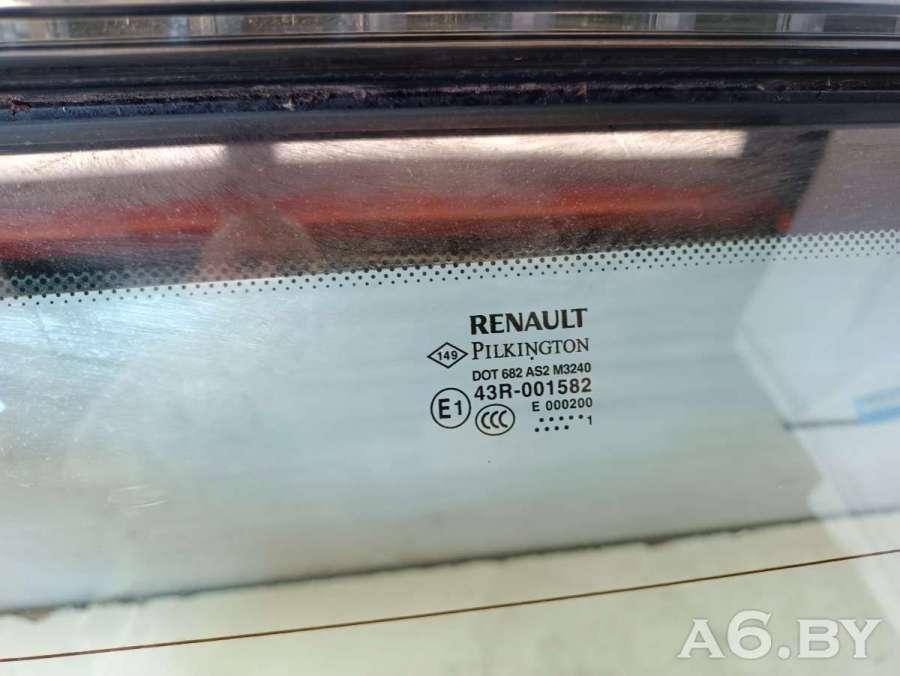 RENAULT
149 PILKINGTON
DOT 682 AS2 M3240
43R-001582
E1 CCC E 000200
1
A6.BY